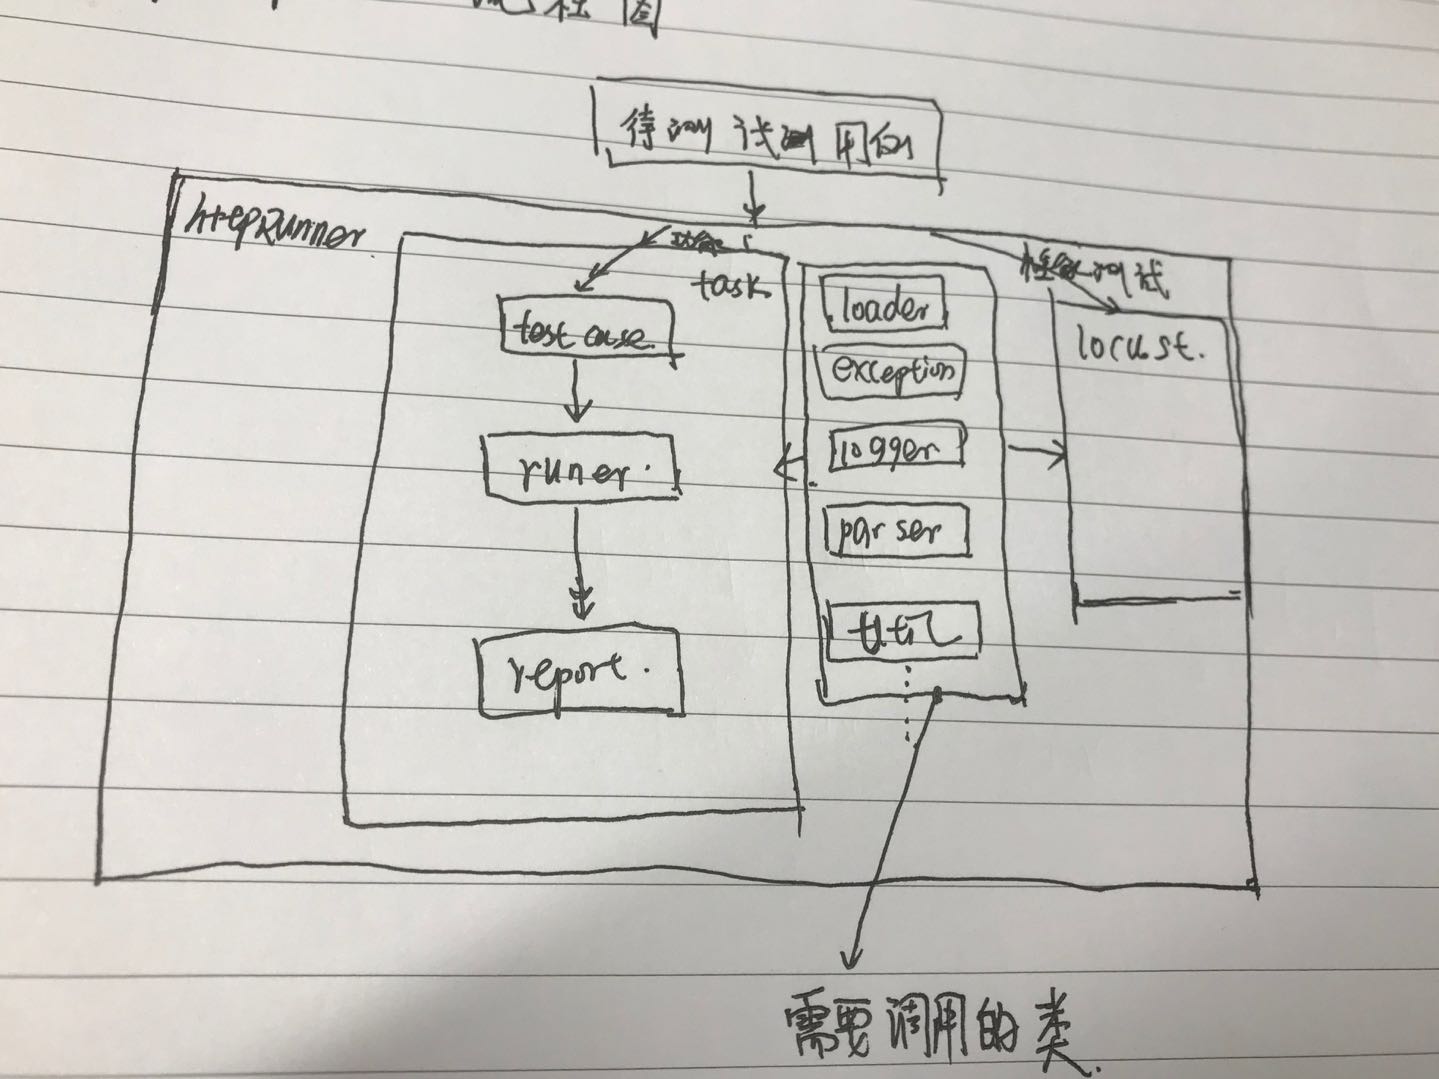 流程图
待测试测用例
HttpRunner
功能
task.
性能测试
test case.
runer.
report.
loader
exception
logger
parser
util
locust.
需要调用的类.